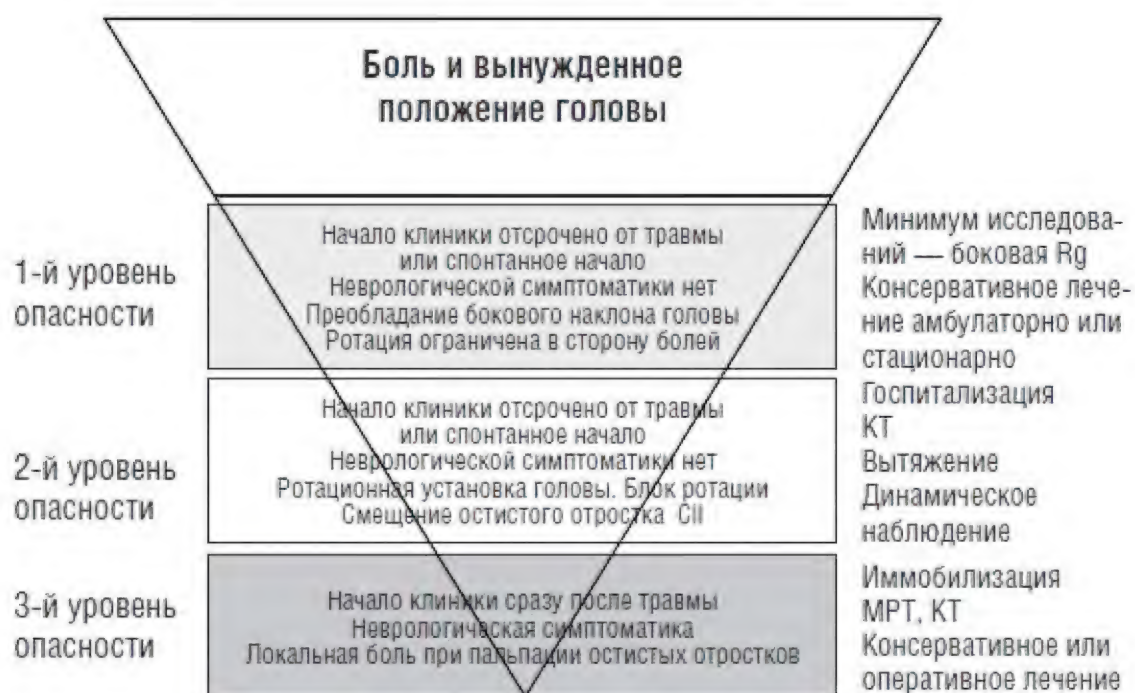 Боль и вынужденное
положение головы
1-й уровень
опасности
Начало клиники отсрочено от травмы
или спонтанное начало
Неврологической симптоматики нет
Преобладание бокового наклона головы
Ротация ограничена в сторону болей
Минимум исследова-
ний — боковая Rg
Консервативное лече-
ние амбулаторно или
стационарно
2-й уровень
опасности
Начало клиники отсрочено от травмы
или спонтанное начало
Неврологической симптоматики нет
Ротационная установка головы. Блок ротации
Смещение остистого отростка CII
Госпитализация
КТ
Вытяжение
Динамическое
наблюдение
3-й уровень
опасности
Начало клиники сразу после травмы
Неврологическая симптоматика
Локальная боль при пальпации остистых отростков
Иммобилизация
МРТ, КТ
Консервативное или
оперативное лечение